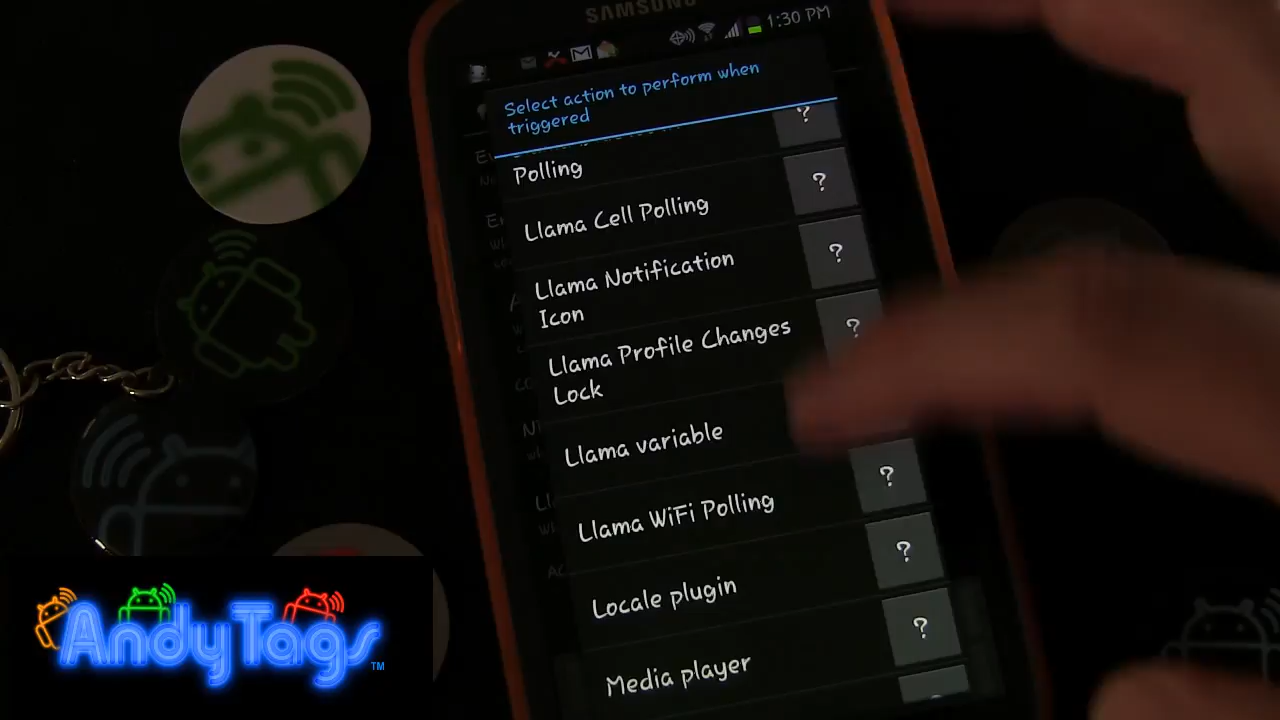 SAMSUNG
1:30 PM
Select action to perform when
triggered
?
Polling
?
Llama Cell Polling
?
Llama Notification
Icon
?
Llama Profile Changes
Lock
Llama variable
?
Llama WiFi Polling
?
Locale plugin
?
Media player
AndyTags™